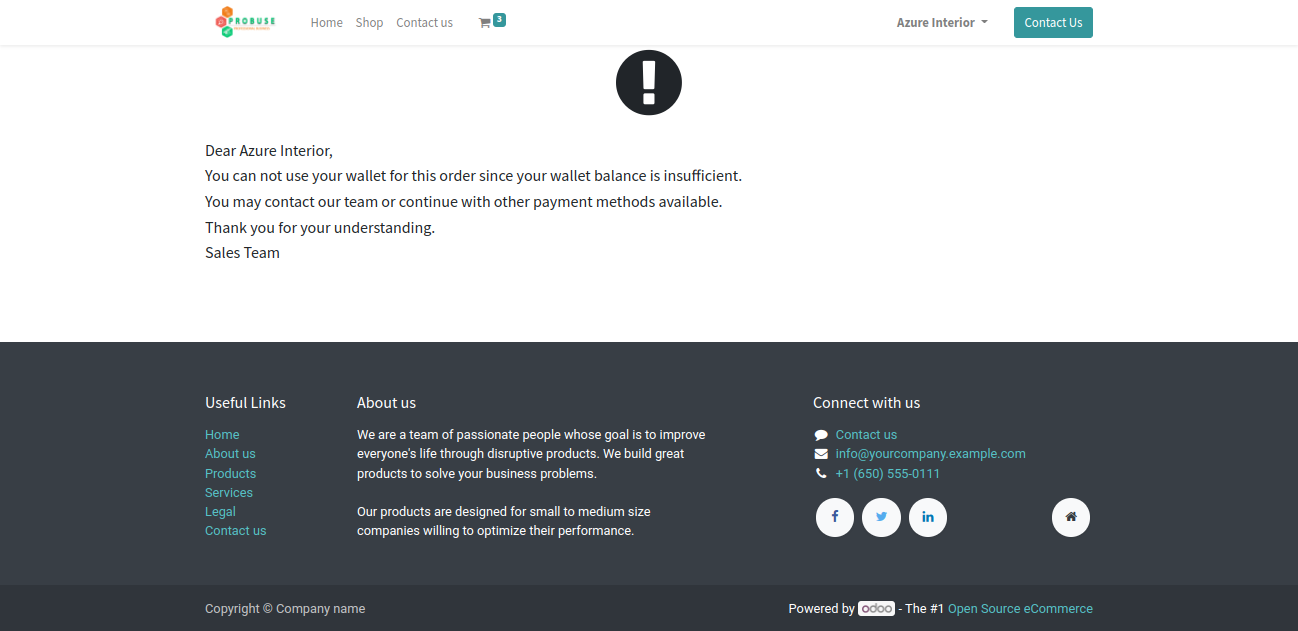 PROBUSE
Home Shop Contact us 3 Azure Interior Contact Us
Dear Azure Interior,
You can not use your wallet for this order since your wallet balance is insufficient.
You may contact our team or continue with other payment methods available.
Thank you for your understanding.
Sales Team
Useful Links
Home
About us
Products
Services
Legal
Contact us
About us
We are a team of passionate people whose goal is to improve
everyone's life through disruptive products. We build great
products to solve your business problems.
Our products are designed for small to medium size
companies willing to optimize their performance.
Connect with us
Contact us
info@yourcompany.example.com
+1 (650) 555-0111
Copyright © Company name
Powered by odoo - The #1 Open Source eCommerce